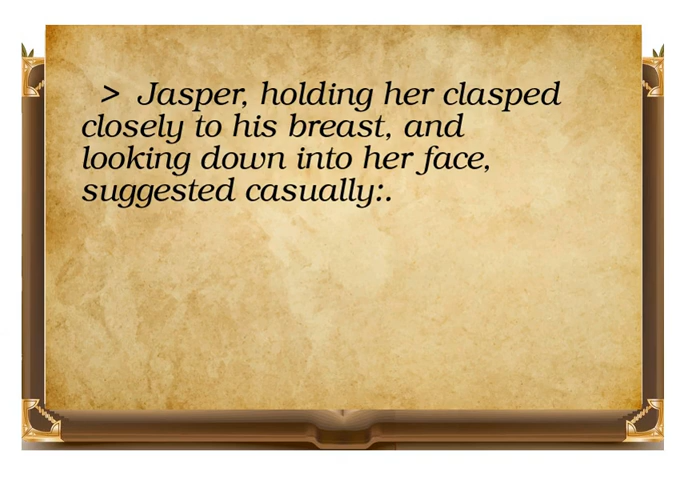 > Jasper, holding her clasped
closely to his breast, and
looking down into her face,
suggested casually:.